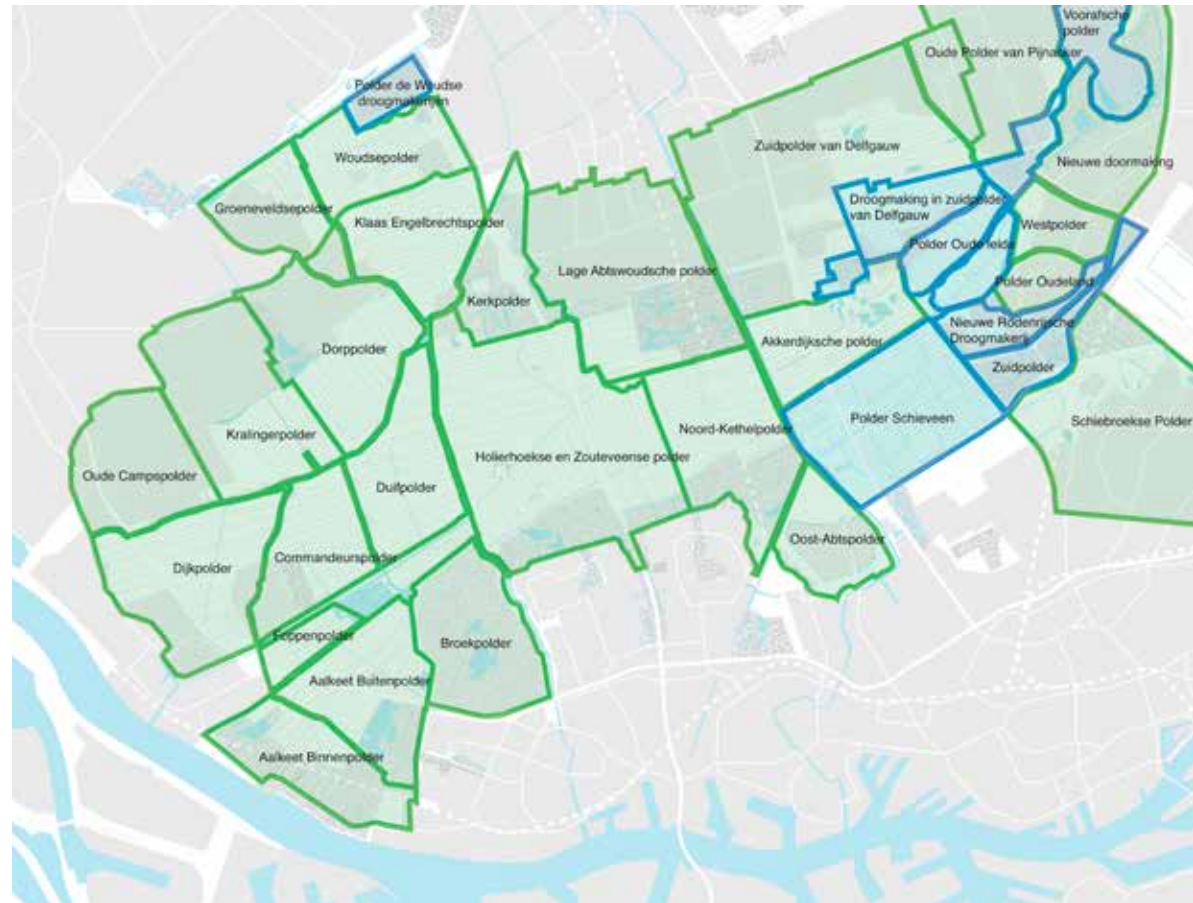 Voorafsche
polder
Oude Polder van Pijnacker
Polder de Woudse
droogmakerijen
Woudsepolder
Zuidpolder van Delfgauw
Nieuwe doormaking
Groeneveldsepolder
Klaas Engelbrechtspolder
Droogmaking in zuidpolder
van Delfgauw
Westpolder
Polder Oude leide
Lage Abtswoudsche polder
Kerkpolder
Polder Oudeland
Nieuwe Rodenrijsche
Droogmakerij
Dorppolder
Akkerdijksche polder
Zuidpolder
Polder Schieveen
Schiebroekse Polder
Kralingerpolder
Noord-Kethelpolder
Holierhoekse en Zouteveense polder
Oude Campspolder
Duifpolder
Oost-Abtspolder
Commandeurspolder
Dijkpolder
Foppenpolder
Broekpolder
Aalkeet Buitenpolder
Aalkeet Binnenpolder